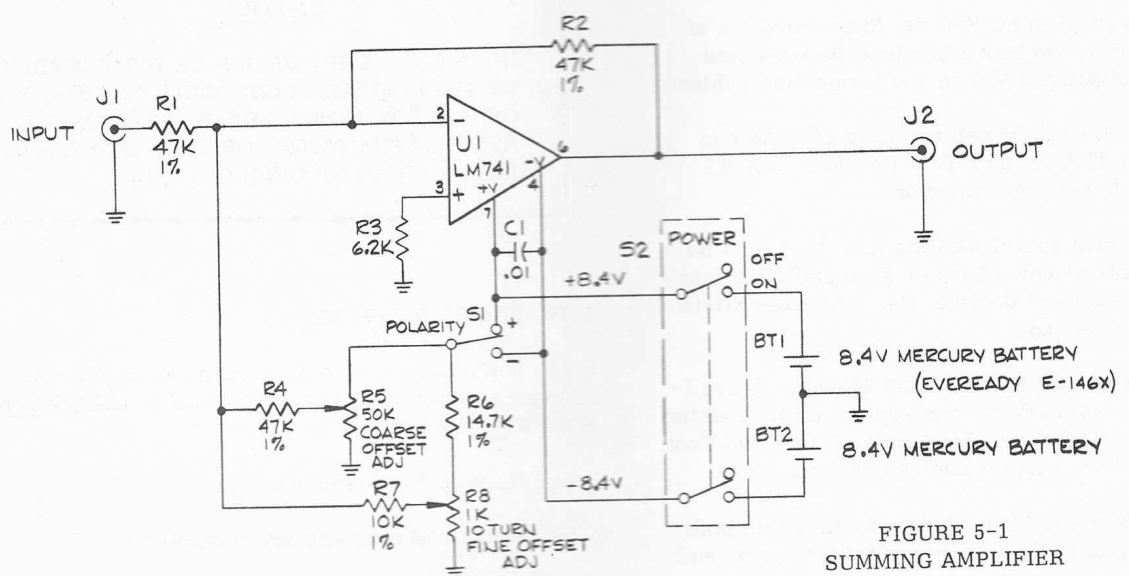 R2
47K
1%
J1
R1
INPUT
47K
1%
2
-
U1
LM741
-V
6
3
+
+V
4
7
J2
OUTPUT
R3
6.2K
C1
.01
S2
POWER
OFF
ON
+8.4V
S1
POLARITY
+
-
BT1
8.4V MERCURY BATTERY
(EVEREADY E-146X)
R4
47K
1%
R5
50K
COARSE
OFFSET
ADJ
R6
14.7K
1%
BT2
8.4V MERCURY BATTERY
-8.4V
R7
10K
1%
R8
1K
10 TURN
FINE OFFSET
ADJ
FIGURE 5-1
SUMMING AMPLIFIER